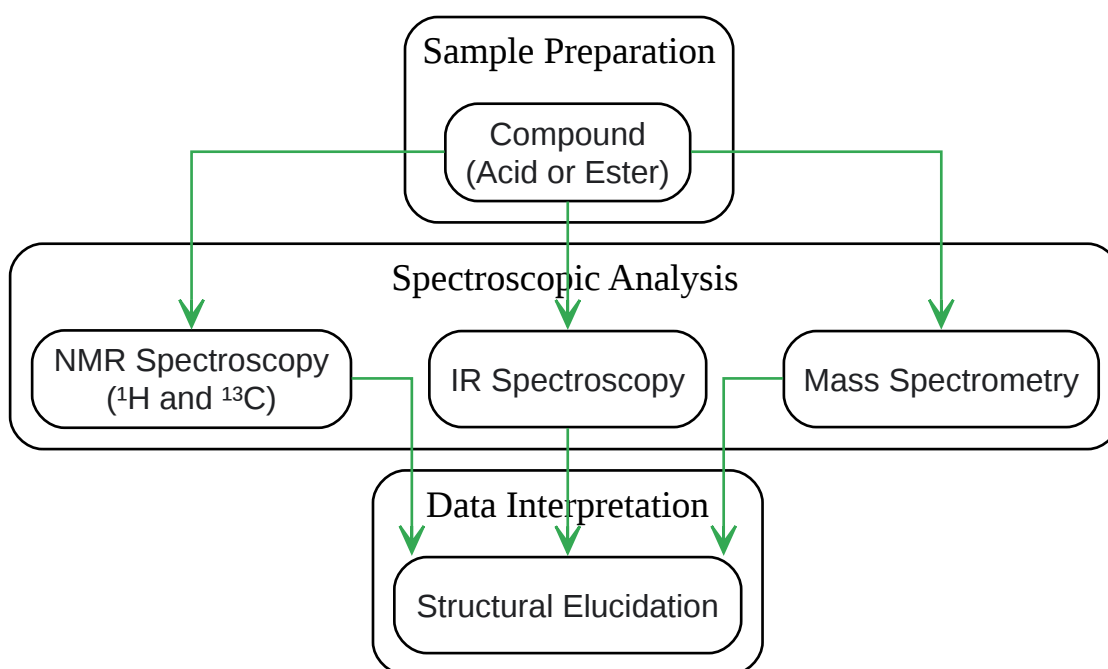 Sample Preparation
Compound
(Acid or Ester)
Spectroscopic Analysis
NMR Spectroscopy
(¹H and ¹³C)
IR Spectroscopy
Mass Spectrometry
Data Interpretation
Structural Elucidation